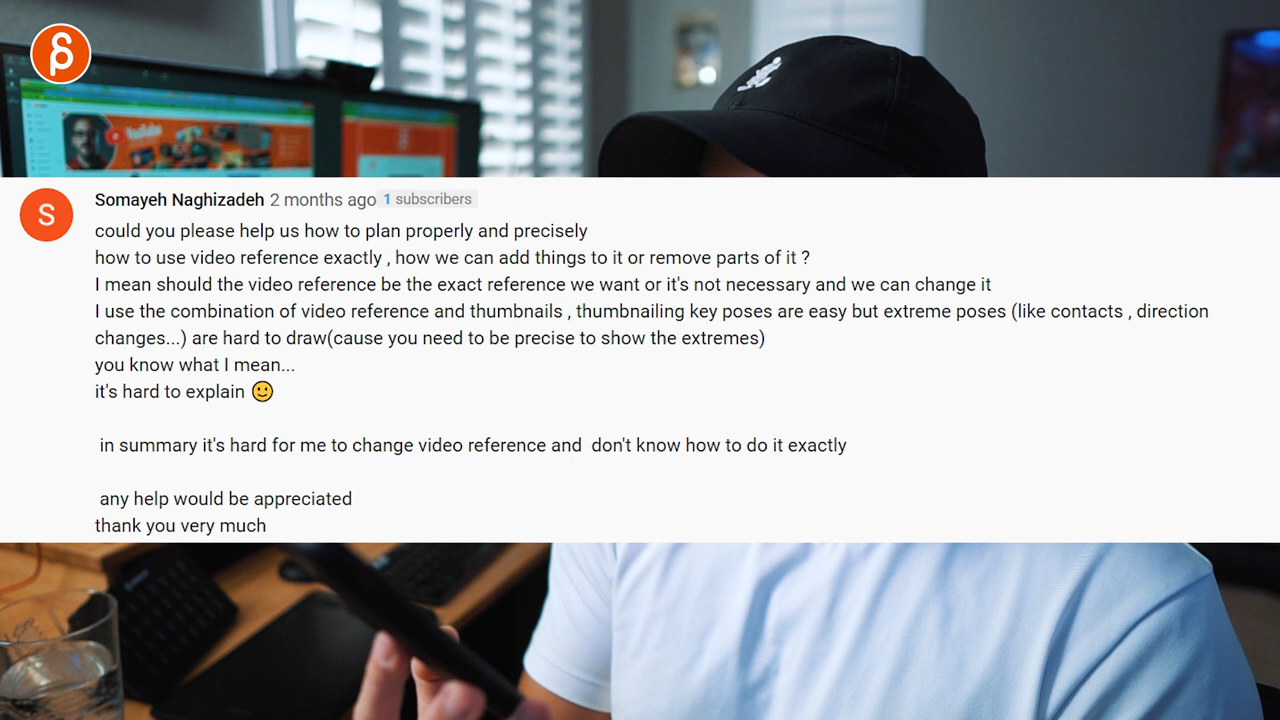 Somayeh Naghizadeh 2 months ago 1 subscribers
could you please help us how to plan properly and precisely
how to use video reference exactly , how we can add things to it or remove parts of it ?
I mean should the video reference be the exact reference we want or it's not necessary and we can change it
I use the combination of video reference and thumbnails , thumbnailing key poses are easy but extreme poses (like contacts , direction
changes...) are hard to draw(cause you need to be precise to show the extremes)
you know what I mean...
it's hard to explain 🙂
in summary it's hard for me to change video reference and don't know how to do it exactly
any help would be appreciated
thank you very much
S
YouTube